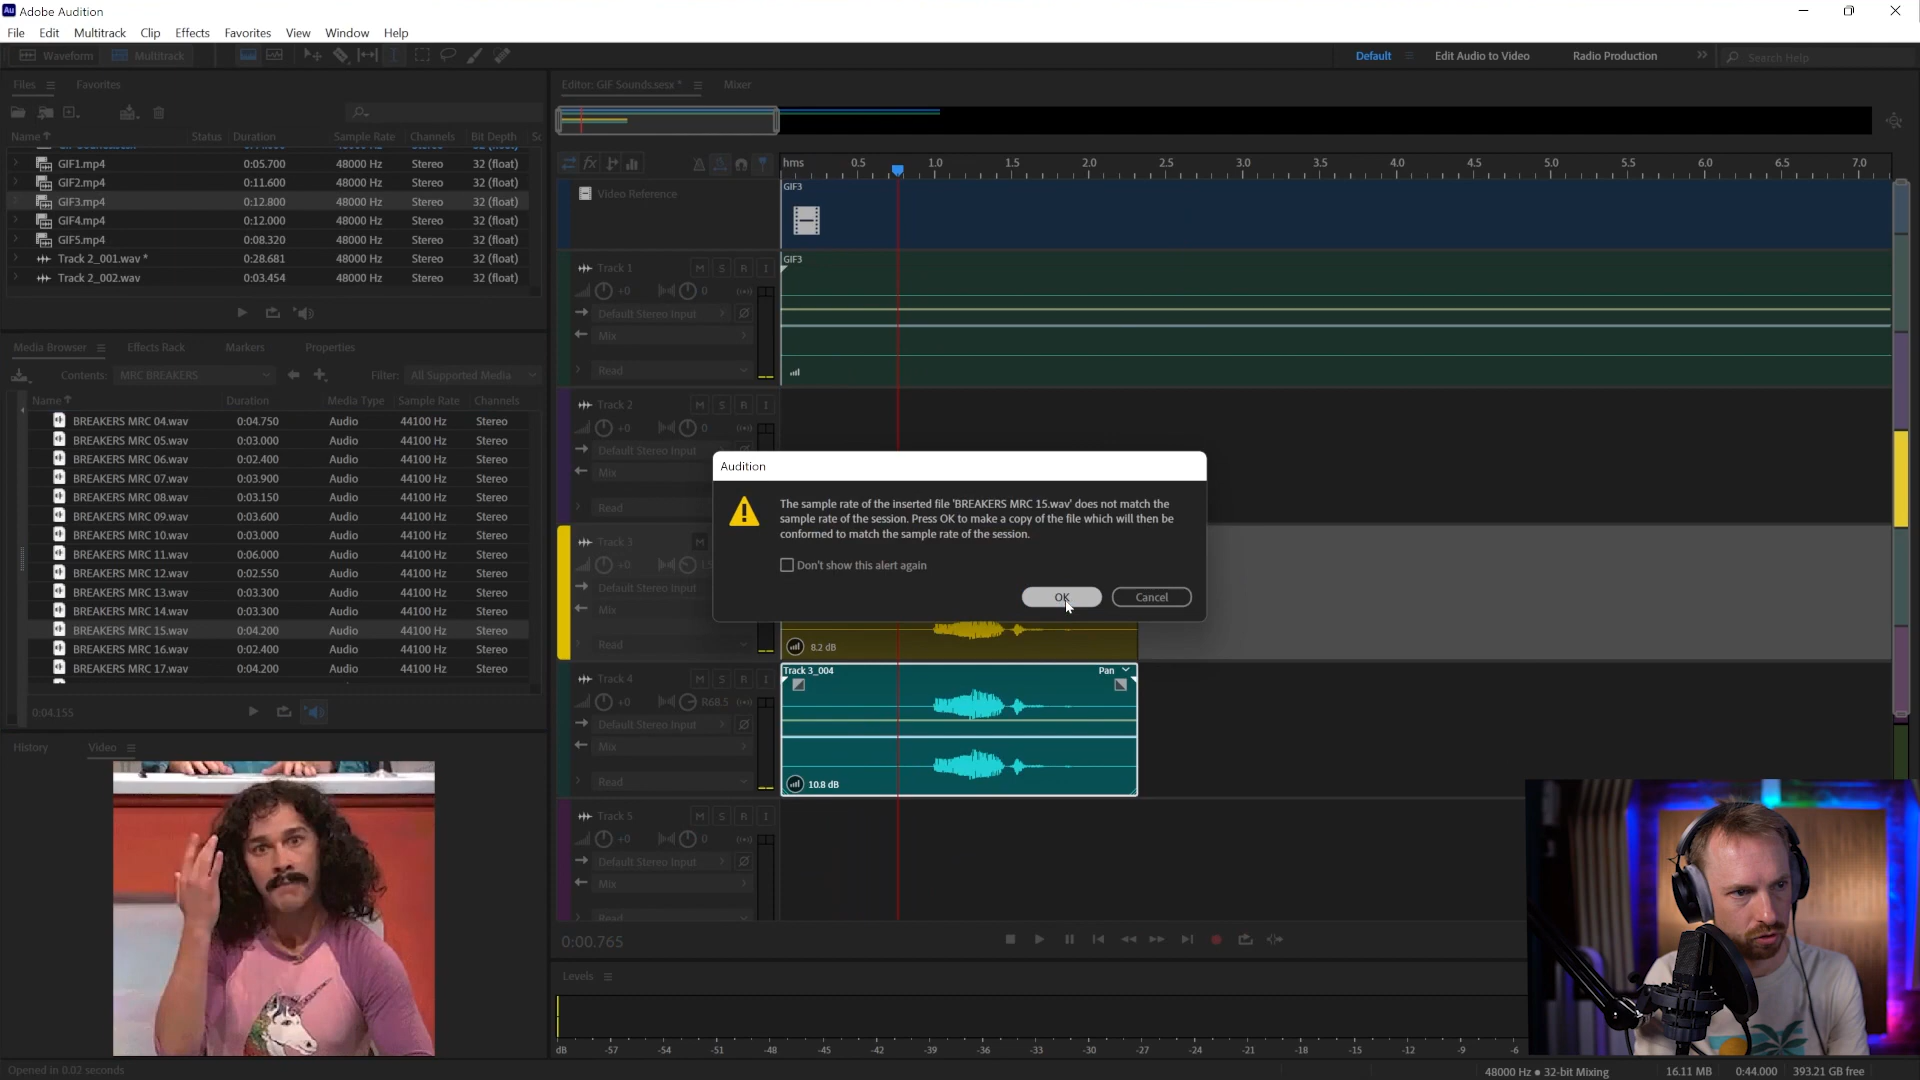 Au Adobe Audition
File Edit Multitrack Clip Effects Favorites View Window Help
Waveform Multitrack Default Edit Audio to Video Radio Production Search Help
Files Favorites
Name Status Duration Sample Rate Channels Bit Depth Sc
GIF1.mp4 0:05.700 48000 Hz Stereo 32 (float)
GIF2.mp4 0:11.600 48000 Hz Stereo 32 (float)
GIF3.mp4 0:12.800 48000 Hz Stereo 32 (float)
GIF4.mp4 0:12.000 48000 Hz Stereo 32 (float)
GIF5.mp4 0:08.320 48000 Hz Stereo 32 (float)
Track 2_001.wav * 0:28.681 48000 Hz Stereo 32 (float)
Track 2_002.wav 0:03.454 48000 Hz Stereo 32 (float)
Media Browser Effects Rack Markers Properties
Contents: MRC BREAKERS Filter: All Supported Media
Name Duration Media Type Sample Rate Channels
BREAKERS MRC 04.wav 0:04.750 Audio 44100 Hz Stereo
BREAKERS MRC 05.wav 0:03.000 Audio 44100 Hz Stereo
BREAKERS MRC 06.wav 0:02.400 Audio 44100 Hz Stereo
BREAKERS MRC 07.wav 0:03.900 Audio 44100 Hz Stereo
BREAKERS MRC 08.wav 0:03.150 Audio 44100 Hz Stereo
BREAKERS MRC 09.wav 0:03.600 Audio 44100 Hz Stereo
BREAKERS MRC 10.wav 0:03.000 Audio 44100 Hz Stereo
BREAKERS MRC 11.wav 0:06.000 Audio 44100 Hz Stereo
BREAKERS MRC 12.wav 0:02.550 Audio 44100 Hz Stereo
BREAKERS MRC 13.wav 0:03.300 Audio 44100 Hz Stereo
BREAKERS MRC 14.wav 0:03.300 Audio 44100 Hz Stereo
BREAKERS MRC 15.wav 0:04.200 Audio 44100 Hz Stereo
BREAKERS MRC 16.wav 0:02.400 Audio 44100 Hz Stereo
BREAKERS MRC 17.wav 0:04.200 Audio 44100 Hz Stereo
0:04.155
History Video
Editor: GIF Sounds.sesx * Mixer
fx hms 0.5 1.0 1.5 2.0 2.5 3.0 3.5 4.0 4.5 5.0 5.5 6.0 6.5 7.0
Video Reference GIF3
Track 1 M S R I GIF3
+0 0
Default Stereo Input
Mix
Read
Track 2 M S R I
+0 0
Default Stereo Input
Mix
Read
Track 3 M
+0
Default Stereo Input
Mix
Read 8.2 dB
Audition
The sample rate of the inserted file 'BREAKERS MRC 15.wav' does not match the
sample rate of the session. Press OK to make a copy of the file which will then be
conformed to match the sample rate of the session.
Don't show this alert again
OK Cancel
Track 4 M S R I Track 3_004 Pan
+0 R68.5
Default Stereo Input
Mix
Read 10.8 dB
Track 5 M S R I
+0 0
Default Stereo Input
Mix
Read
0:00.765
Levels
dB -57 -54 -51 -48 -45 -42 -39 -36 -33 -30 -27 -24 -21 -18 -15 -12 -9 -6
Opened in 0.02 seconds 48000 Hz ● 32-bit Mixing 16.11 MB 0:44.000 393.21 GB free